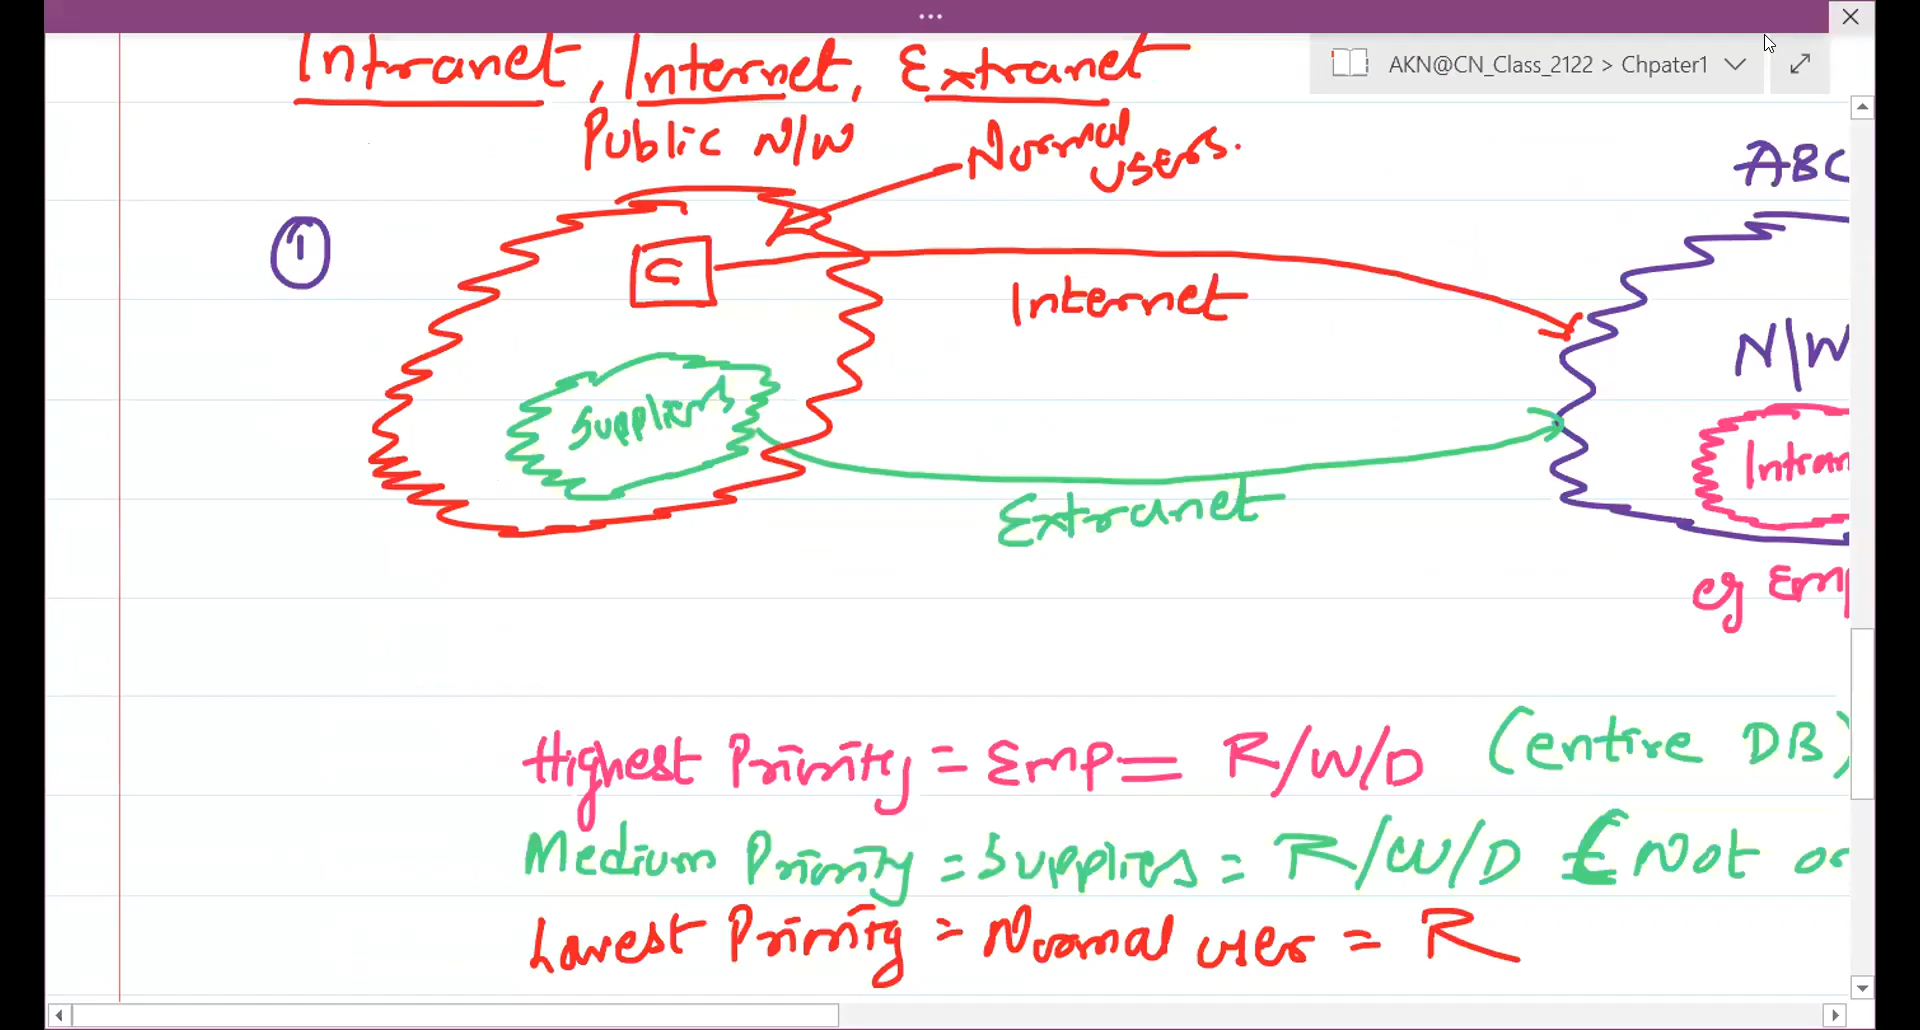 Intranet, Internet, Extranet
AKN@CN_Class_2122 > Chpater1
Public N/W
Normal users.
ABC
1
C
Internet
N/W
Suppliers
Intran
Extranet
eg Emp
Highest Priority = Emp = R/W/D (entire DB)
Medium Priority = Supplies = R/W/D Not
Lowest Priority = Normal user = R